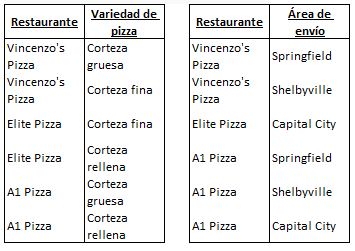 Restaurante Variedad de pizza
Vincenzo's Pizza Corteza gruesa
Vincenzo's Pizza Corteza fina
Elite Pizza Corteza fina
Elite Pizza Corteza rellena
A1 Pizza Corteza gruesa
A1 Pizza Corteza rellena
Restaurante Área de envío
Vincenzo's Pizza Springfield
Vincenzo's Pizza Shelbyville
Elite Pizza Capital City
A1 Pizza Springfield
A1 Pizza Shelbyville
A1 Pizza Capital City